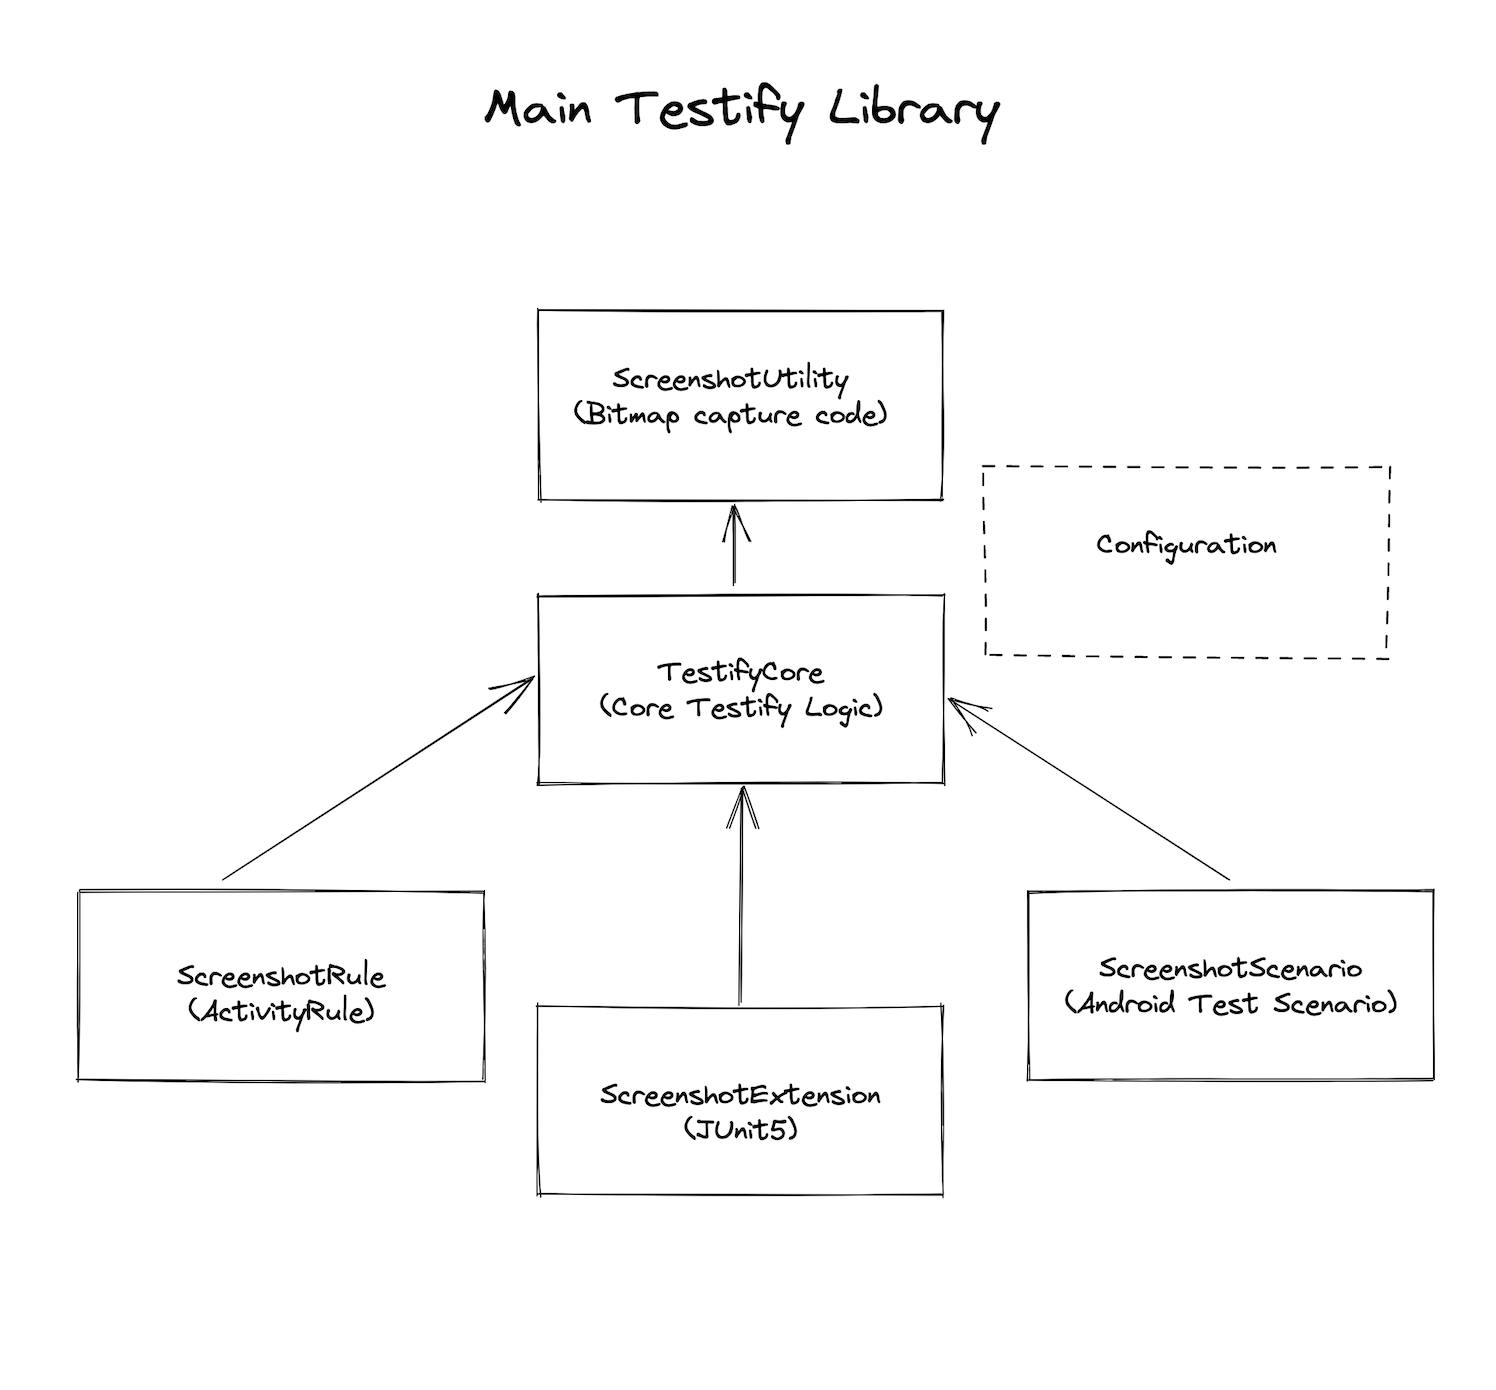 Main Testify Library
ScreenshotUtility
(Bitmap capture code)
Configuration
TestifyCore
(Core Testify Logic)
ScreenshotRule
(ActivityRule)
ScreenshotScenario
(Android Test Scenario)
ScreenshotExtension
(JUnit5)